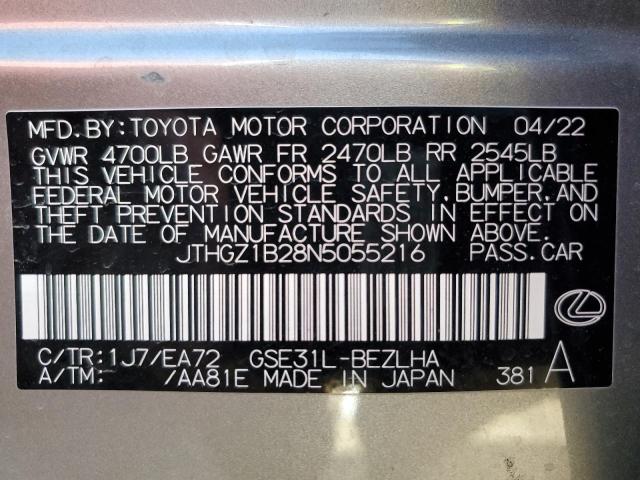 MFD.BY:TOYOTA MOTOR CORPORATION 04/22
GVWR 4700LB GAWR FR 2470LB RR 2545LB
THIS VEHICLE CONFORMS TO ALL APPLICABLE
FEDERAL MOTOR VEHICLE SAFETY,BUMPER,AND
THEFT PREVENTION STANDARDS IN EFFECT ON
THE DATE OF MANUFACTURE SHOWN ABOVE.
JTHGZ1B28N5055216 PASS.CAR
C/TR:1J7/EA72 GSE31L-BEZLHA
A/TM: /AA81E MADE IN JAPAN 381 A